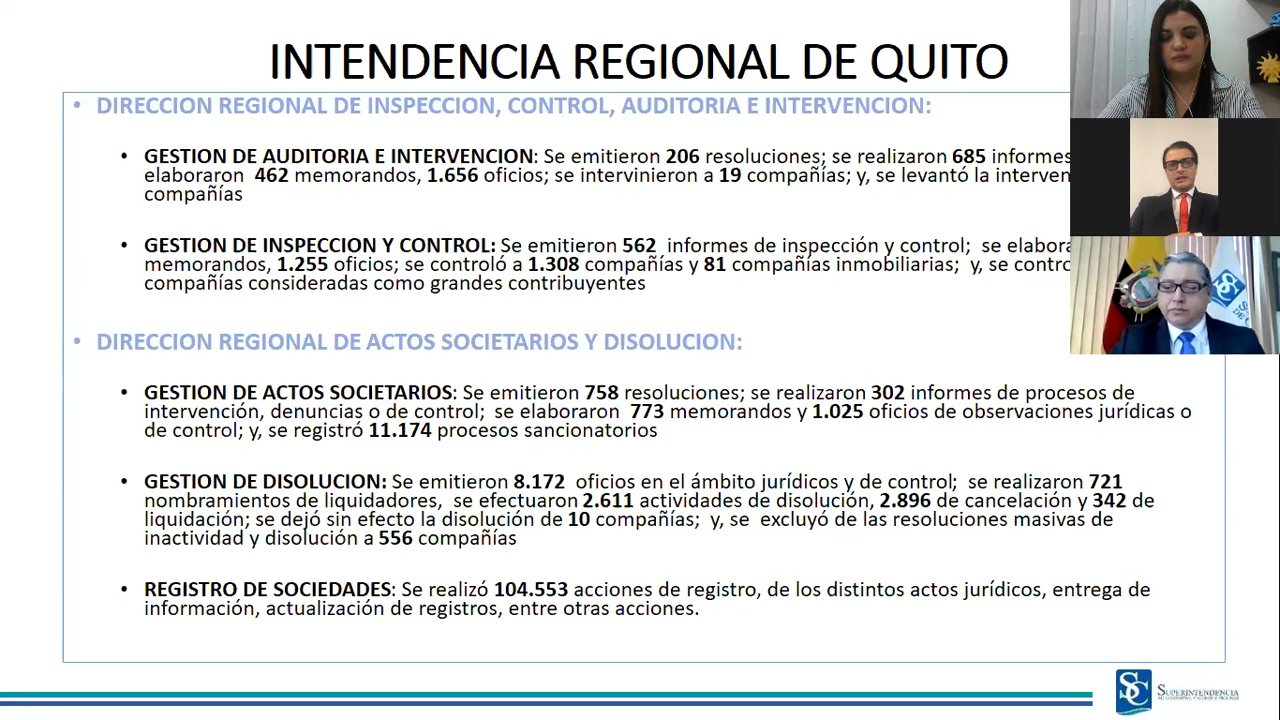 INTENDENCIA REGIONAL DE QUITO
• DIRECCION REGIONAL DE INSPECCION, CONTROL, AUDITORIA E INTERVENCION:
• GESTION DE AUDITORIA E INTERVENCION: Se emitieron 206 resoluciones; se realizaron 685 informes
elaboraron 462 memorandos, 1.656 oficios; se intervinieron a 19 compañías; y, se levantó la
compañías
• GESTION DE INSPECCION Y CONTROL: Se emitieron 562 informes de inspección y control; se
memorandos, 1.255 oficios; se controló a 1.308 compañías y 81 compañías inmobiliarias; y, se
compañías consideradas como grandes contribuyentes
• DIRECCION REGIONAL DE ACTOS SOCIETARIOS Y DISOLUCION:
• GESTION DE ACTOS SOCIETARIOS: Se emitieron 758 resoluciones; se realizaron 302 informes de procesos de
intervención, denuncias o de control; se elaboraron 773 memorandos y 1.025 oficios de observaciones jurídicas o
de control; y, se registró 11.174 procesos sancionatorios
• GESTION DE DISOLUCION: Se emitieron 8.172 oficios en el ámbito jurídicos y de control; se realizaron 721
nombramientos de liquidadores, se efectuaron 2.611 actividades de disolución, 2.896 de cancelación y 342 de
liquidación; se dejó sin efecto la disolución de 10 compañías; y, se excluyó de las resoluciones masivas de
inactividad y disolución a 556 compañías
• REGISTRO DE SOCIEDADES: Se realizó 104.553 acciones de registro, de los distintos actos jurídicos, entrega de
información, actualización de registros, entre otras acciones.
SC SUPERINTENDENCIA